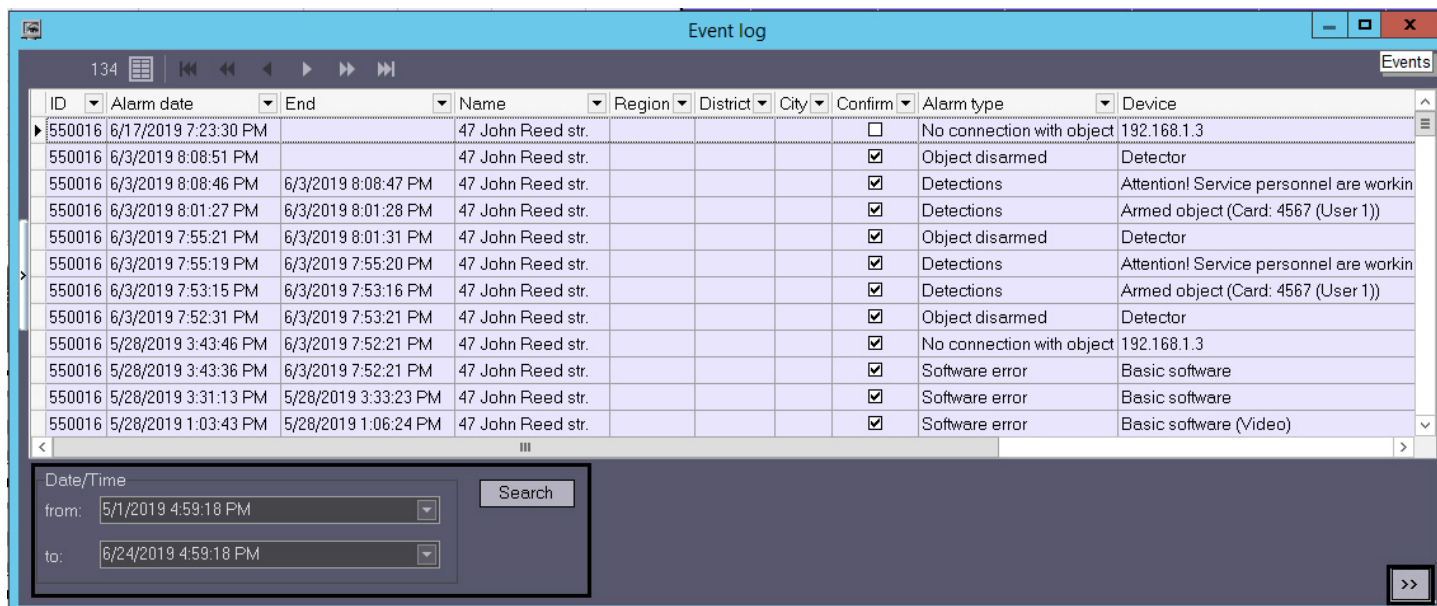 Event log
134
Events
ID Alarm date End Name Region District City Confirm Alarm type Device
550016 6/17/2019 7:23:30 PM 47 John Reed str. No connection with object 192.168.1.3
550016 6/3/2019 8:08:51 PM 47 John Reed str. Object disarmed Detector
550016 6/3/2019 8:08:46 PM 6/3/2019 8:08:47 PM 47 John Reed str. Detections Attention! Service personnel are workin
550016 6/3/2019 8:01:27 PM 6/3/2019 8:01:28 PM 47 John Reed str. Detections Armed object (Card: 4567 (User 1))
550016 6/3/2019 7:55:21 PM 6/3/2019 8:01:31 PM 47 John Reed str. Object disarmed Detector
550016 6/3/2019 7:55:19 PM 6/3/2019 7:55:20 PM 47 John Reed str. Detections Attention! Service personnel are workin
550016 6/3/2019 7:53:15 PM 6/3/2019 7:53:16 PM 47 John Reed str. Detections Armed object (Card: 4567 (User 1))
550016 6/3/2019 7:52:31 PM 6/3/2019 7:53:21 PM 47 John Reed str. Object disarmed Detector
550016 5/28/2019 3:43:46 PM 6/3/2019 7:52:21 PM 47 John Reed str. No connection with object 192.168.1.3
550016 5/28/2019 3:43:36 PM 6/3/2019 7:52:21 PM 47 John Reed str. Software error Basic software
550016 5/28/2019 3:31:13 PM 5/28/2019 3:33:23 PM 47 John Reed str. Software error Basic software
550016 5/28/2019 1:03:43 PM 5/28/2019 1:06:24 PM 47 John Reed str. Software error Basic software (Video)
Date/Time
from: 5/1/2019 4:59:18 PM
Search
to: 6/24/2019 4:59:18 PM
>>